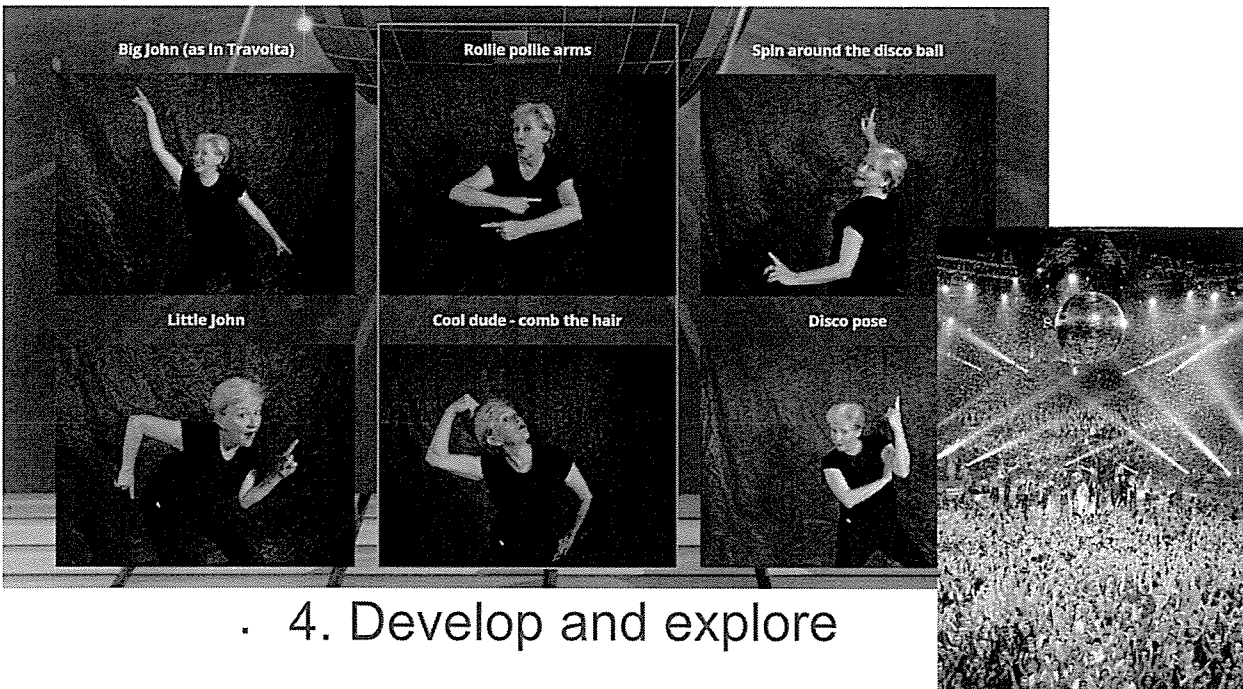 Big John (as in Travolta)
Rollie pollie arms
Spin around the disco ball
Little John
Cool dude - comb the hair
Disco pose
. 4. Develop and explore